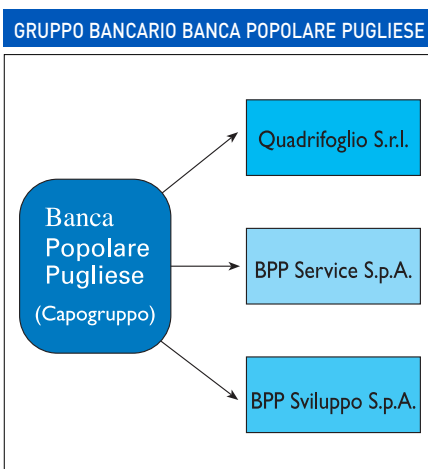 GRUPPO BANCARIO BANCA POPOLARE PUGLIESE
Quadrifoglio S.r.l.
Banca
Popolare
Pugliese
(Capogruppo)
BPP Service S.p.A.
BPP Sviluppo S.p.A.